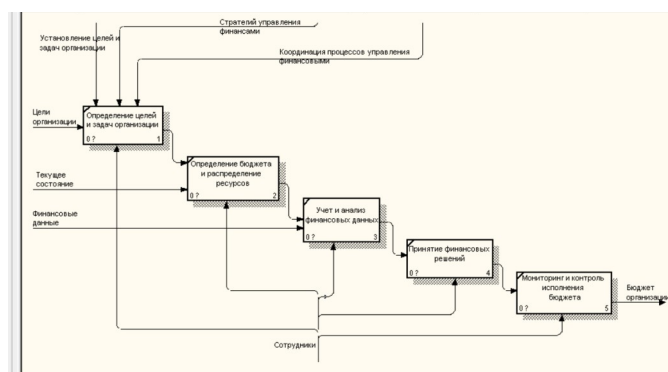 Стратегий управления
финансами
Установление целей и
задач организации
Координация процессов управления
финансовыми
Цели
организации
Определение целей
и задач организации
0 ? 1
Определение бюджета
и распределение
ресурсов
0 ? 2
Текущее
состояние
Учет и анализ
финансовых данных
0 ? 3
Финансовые
данные
Принятие финансовых
решений
0 ? 4
Мониторинг и контроль
исполнения
бюджета
0 ? 5
Бюджет
организации
Сотрудники